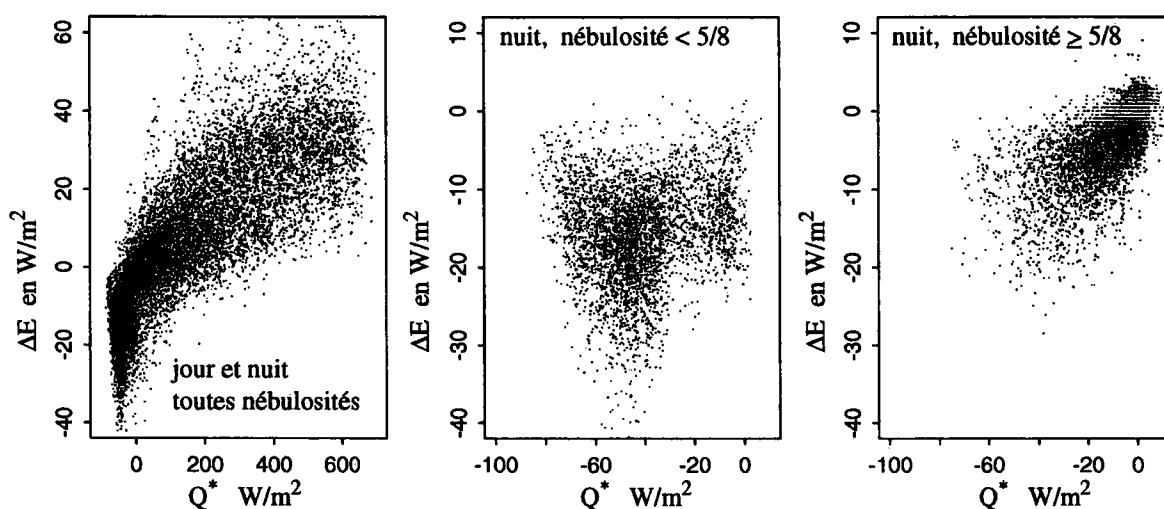 60
40
20
0
-20
-40
ΔE en W/m²
jour et nuit
toutes nébulosités
0 200 400 600
Q* W/m²
nuit, nébulosité < 5/8
10
0
-10
-20
-30
-40
ΔE en W/m²
-100 -60 -20 0
Q* W/m²
nuit, nébulosité ≥ 5/8
10
0
-10
-20
-30
-40
ΔE en W/m²
-100 -60 -20 0
Q* W/m²